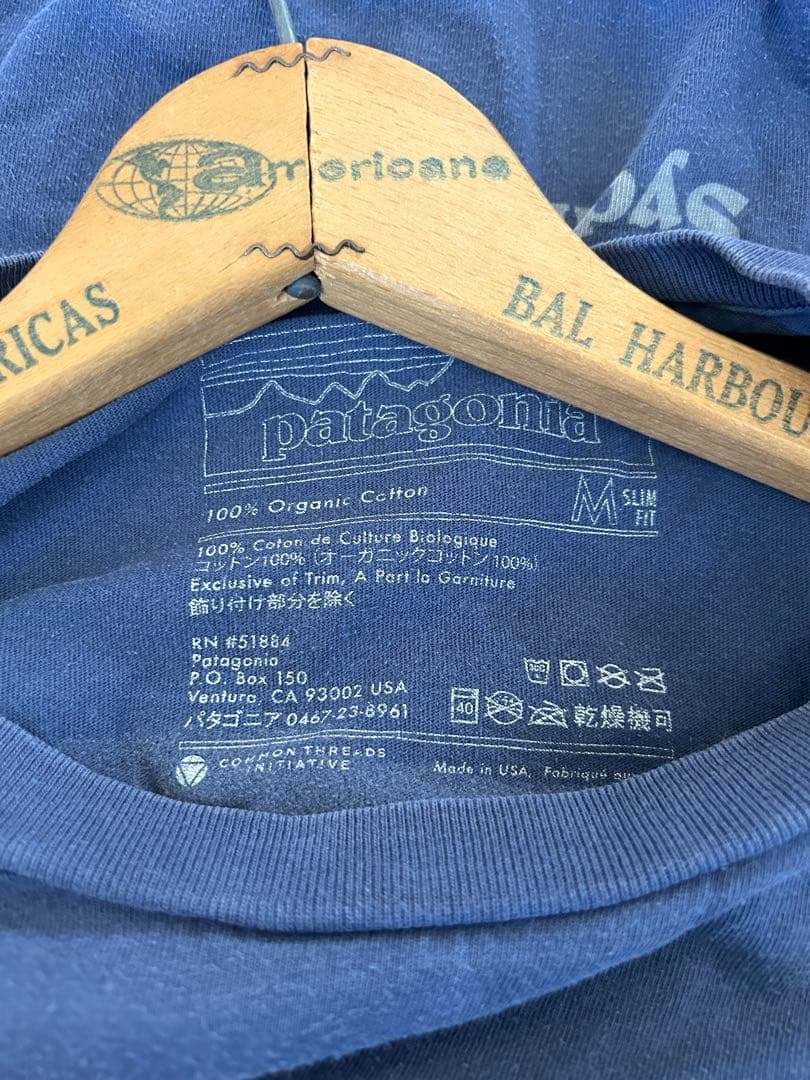 americana
RICAS
BAL HARBOU
patagonia
100% Organic Cotton
M SLIM FIT
100% Coton de Culture Biologique
コットン100% (オーガニックコットン100%)
Exclusive of Trim, A Part la Garniture
飾り付け部分を除く
RN #51884
Patagonia
P.O. Box 150
Ventura, CA 93002 USA
パタゴニア 0467-23-8961
40 乾燥機可
COMMON THREADS
INITIATIVE
Made in USA, Fabriqué au